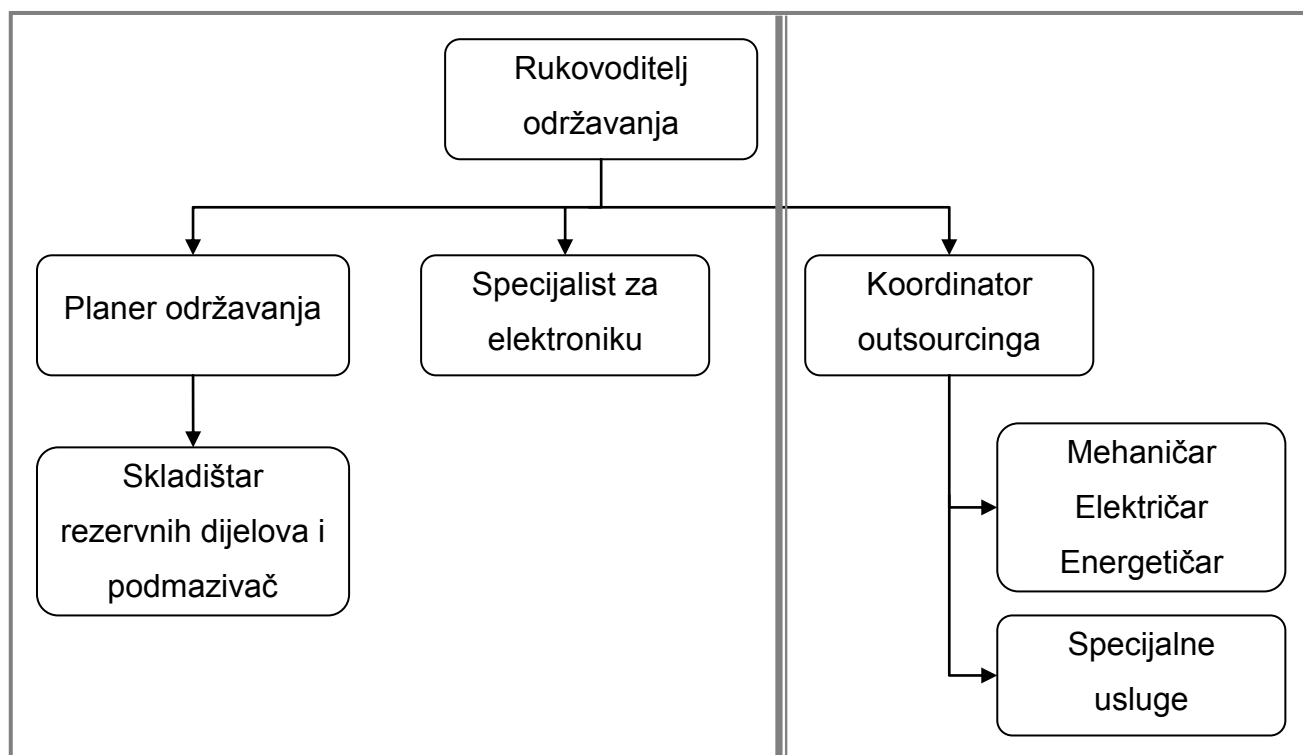 Rukovoditelj
održavanja
Planer održavanja
Specijalist za
elektroniku
Koordinator
outsourcinga
Skladištar
rezervnih dijelova i
podmazivač
Mehaničar
Električar
Energetičar
Specijalne
usluge